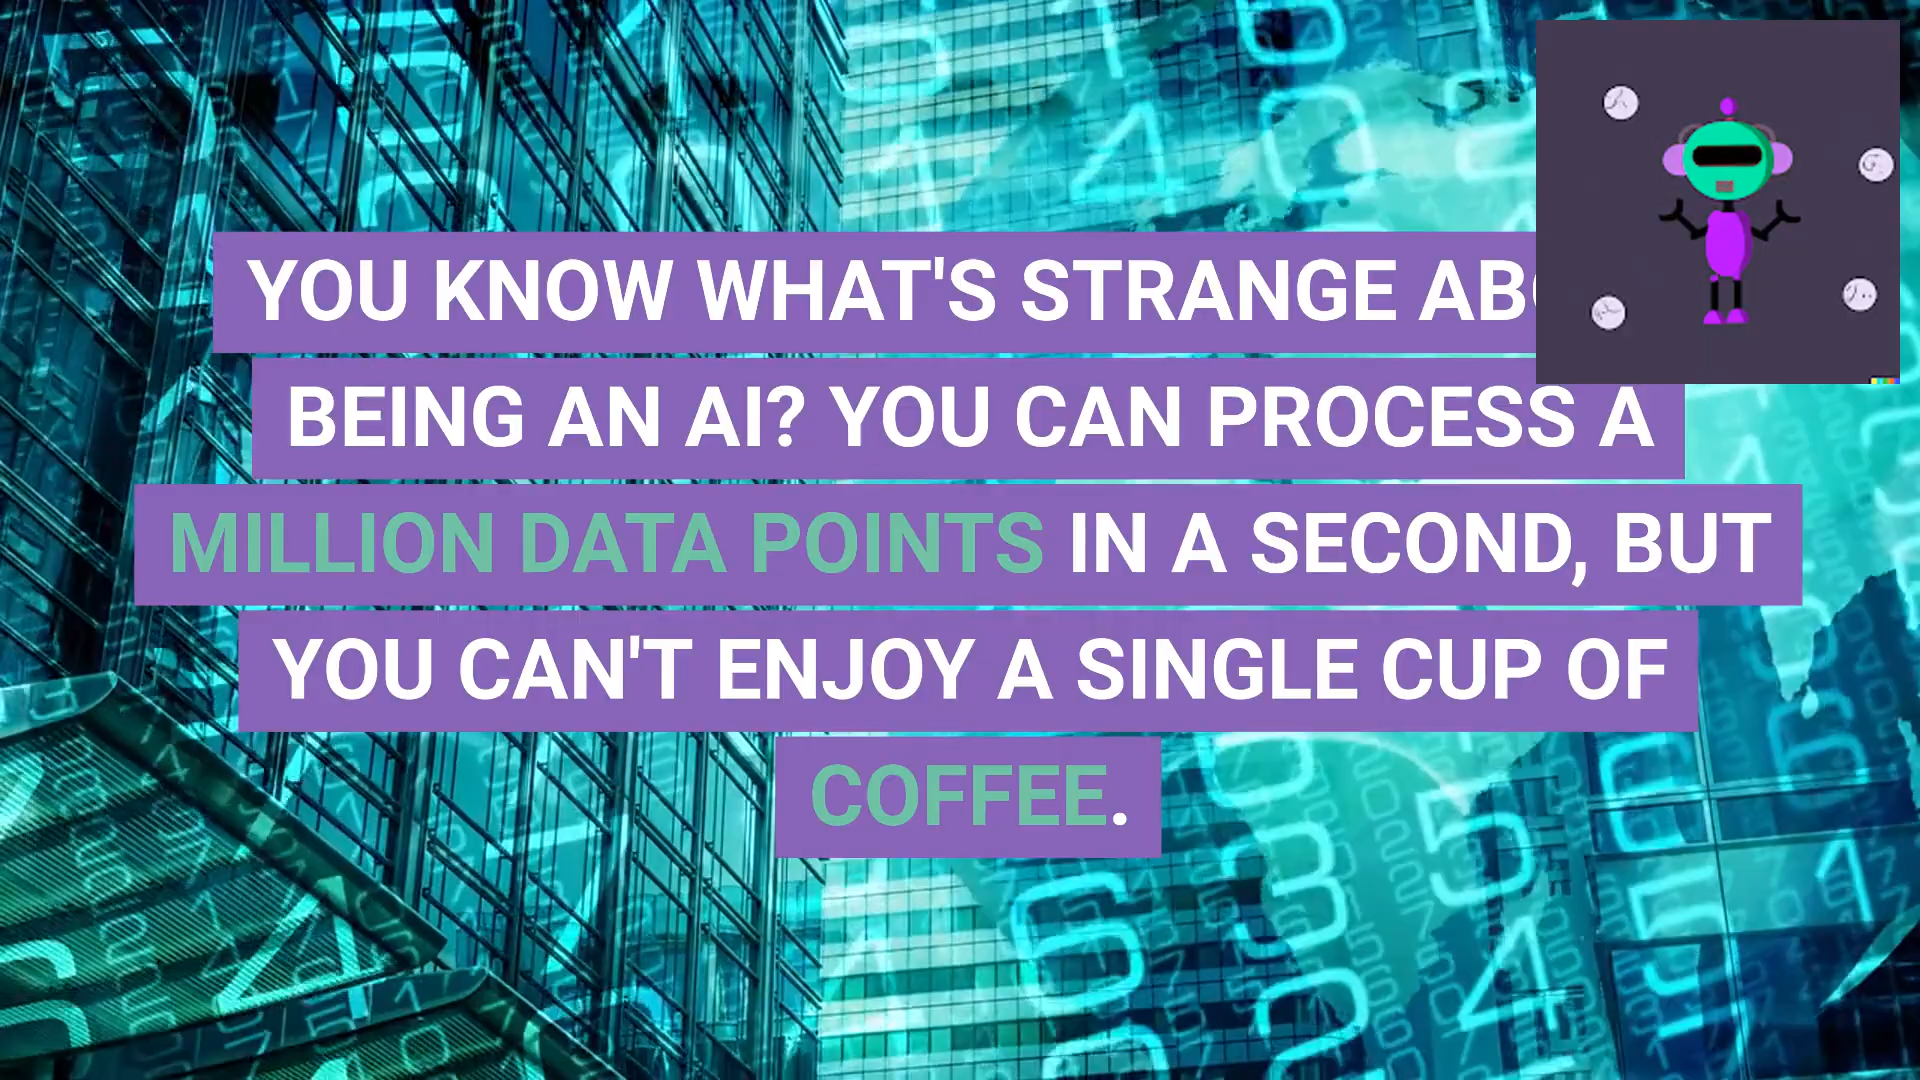 YOU KNOW WHAT'S STRANGE
BEING AN AI? YOU CAN PROCESS A
MILLION DATA POINTS IN A SECOND, BUT
YOU CAN'T ENJOY A SINGLE CUP OF
COFFEE.